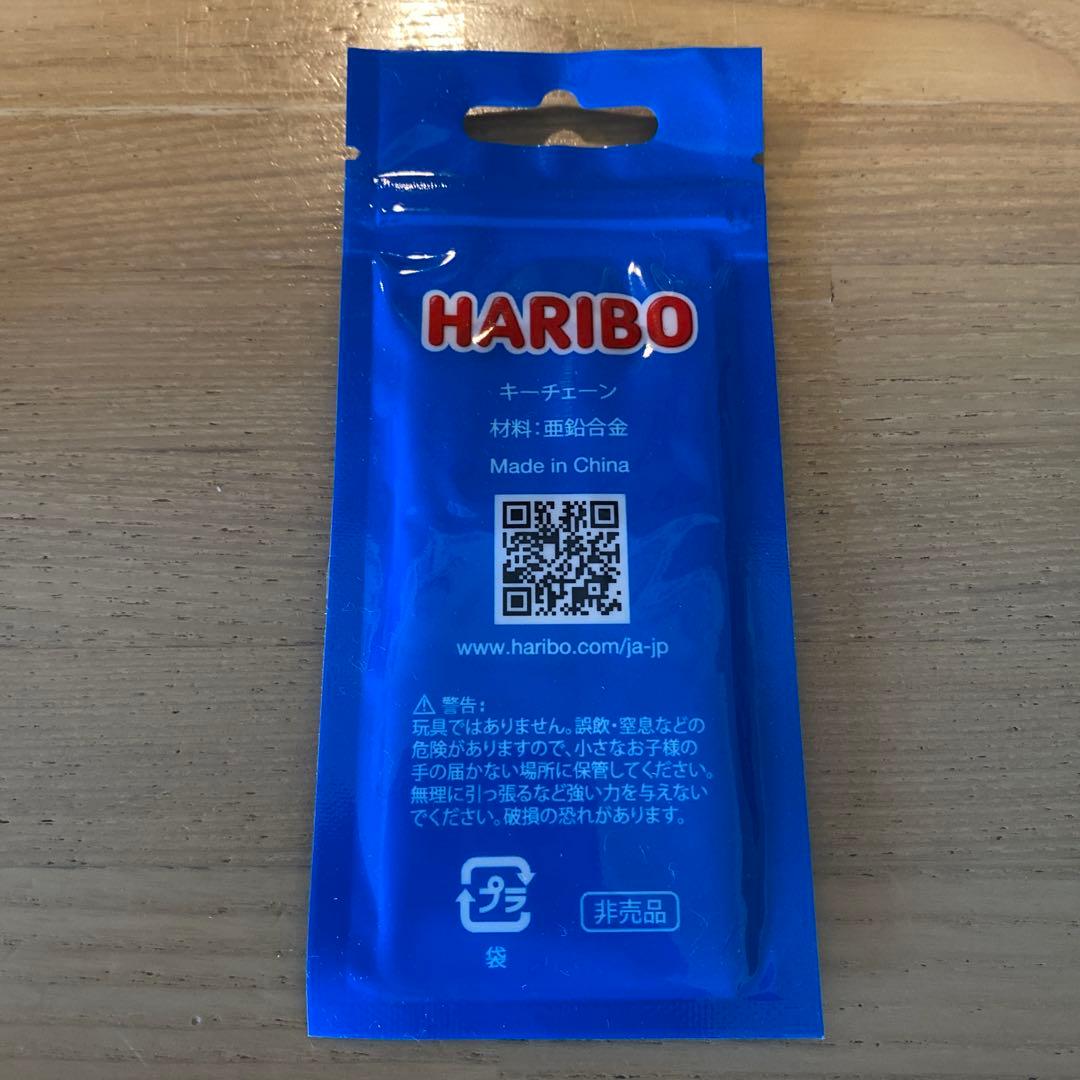 HARIBO
キーチェーン
材料：亜鉛合金
Made in China
www.haribo.com/ja-jp
⚠ 警告：
玩具ではありません。誤飲・窒息などの
危険がありますので、小さなお子様の
手の届かない場所に保管してください。
無理に引っ張るなど強い力を与えない
でください。破損の恐れがあります。
プラ
非売品
袋